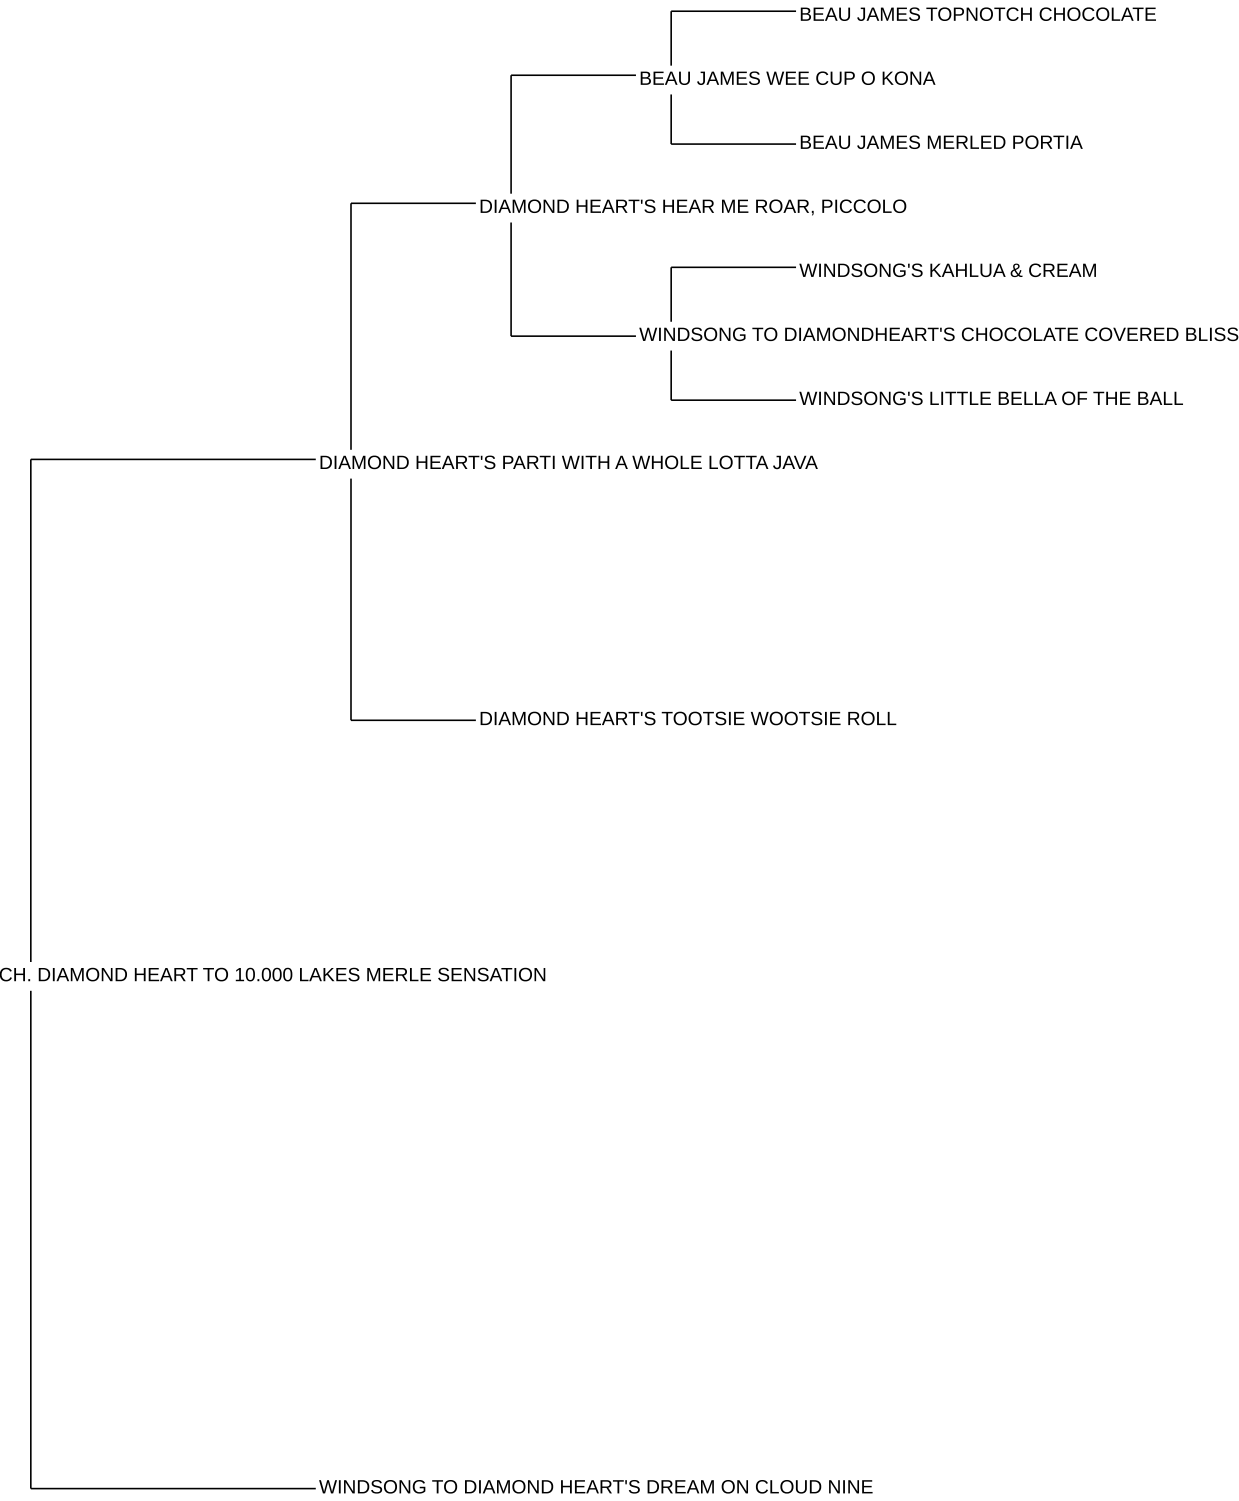 BEAU JAMES TOPNOTCH CHOCOLATE
BEAU JAMES WEE CUP O KONA
BEAU JAMES MERLED PORTIA
DIAMOND HEART'S HEAR ME ROAR, PICCOLO
WINDSONG'S KAHLUA & CREAM
WINDSONG TO DIAMONDHEART'S CHOCOLATE COVERED BLISS
WINDSONG'S LITTLE BELLA OF THE BALL
DIAMOND HEART'S PARTI WITH A WHOLE LOTTA JAVA
DIAMOND HEART'S TOOTSIE WOOTSIE ROLL
CH. DIAMOND HEART TO 10.000 LAKES MERLE SENSATION
WINDSONG TO DIAMOND HEART'S DREAM ON CLOUD NINE